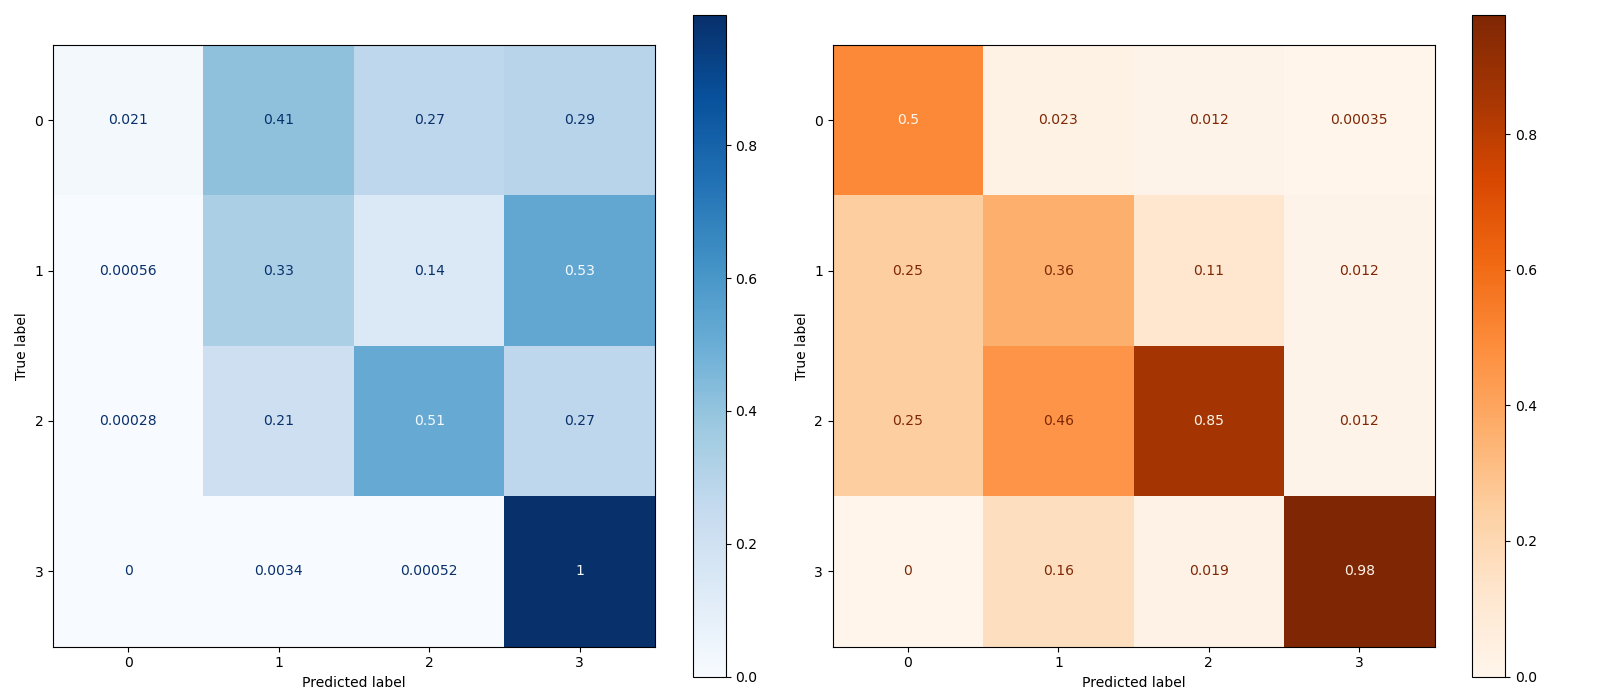 0 0.021 0.41 0.27 0.29
1 0.00056 0.33 0.14 0.53
2 0.00028 0.21 0.51 0.27
3 0 0.0034 0.00052 1
0 1 2 3
Predicted label
True label
0.8
0.6
0.4
0.2
0.0
0 0.5 0.023 0.012 0.00035
1 0.25 0.36 0.11 0.012
2 0.25 0.46 0.85 0.012
3 0 0.16 0.019 0.98
0 1 2 3
Predicted label
True label
0.8
0.6
0.4
0.2
0.0